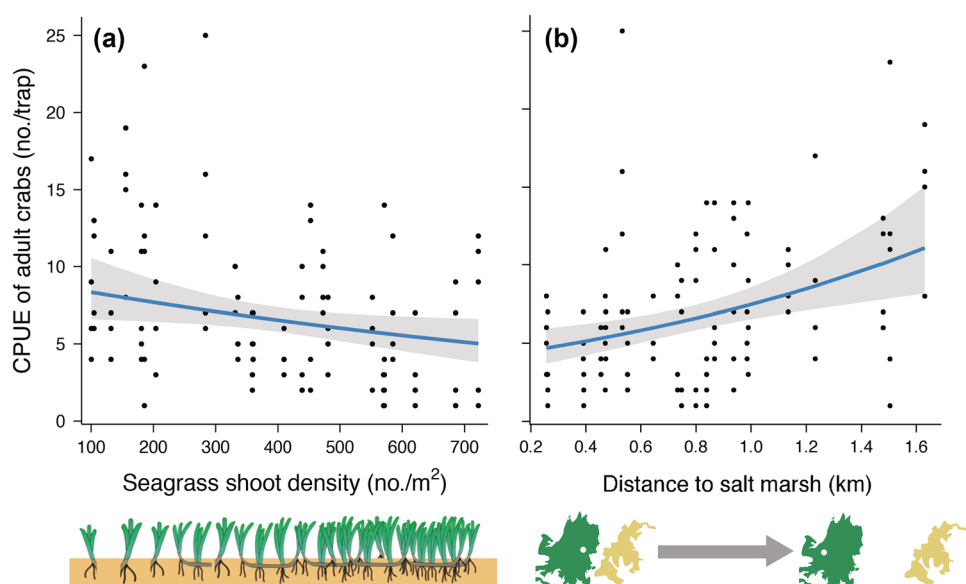 (a)
(b)
CPUE of adult crabs (no./trap)
25
20
15
10
5
0
100 200 300 400 500 600 700
0.2 0.4 0.6 0.8 1.0 1.2 1.4 1.6
Seagrass shoot density (no./m²)
Distance to salt marsh (km)